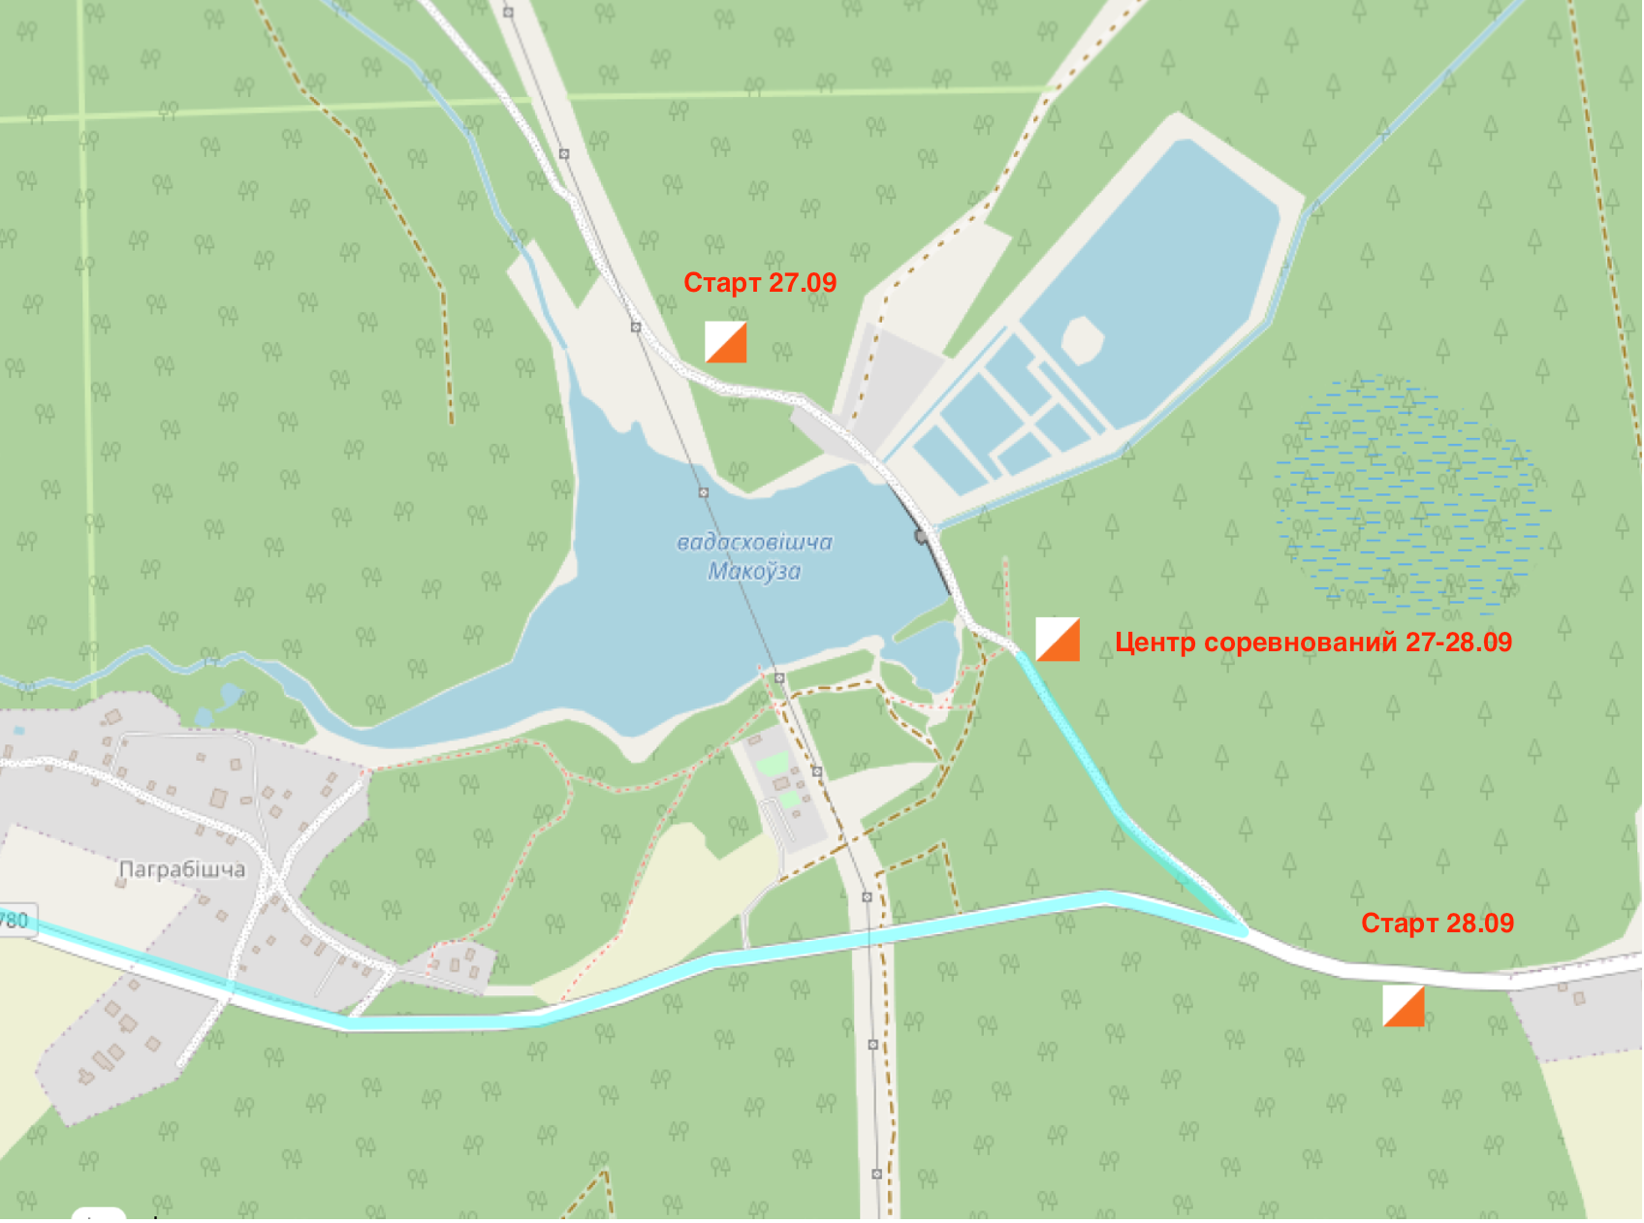 Старт 27.09
вадасховішча
Макоўза
Центр соревнований 27-28.09
Паграбішча
780
Старт 28.09